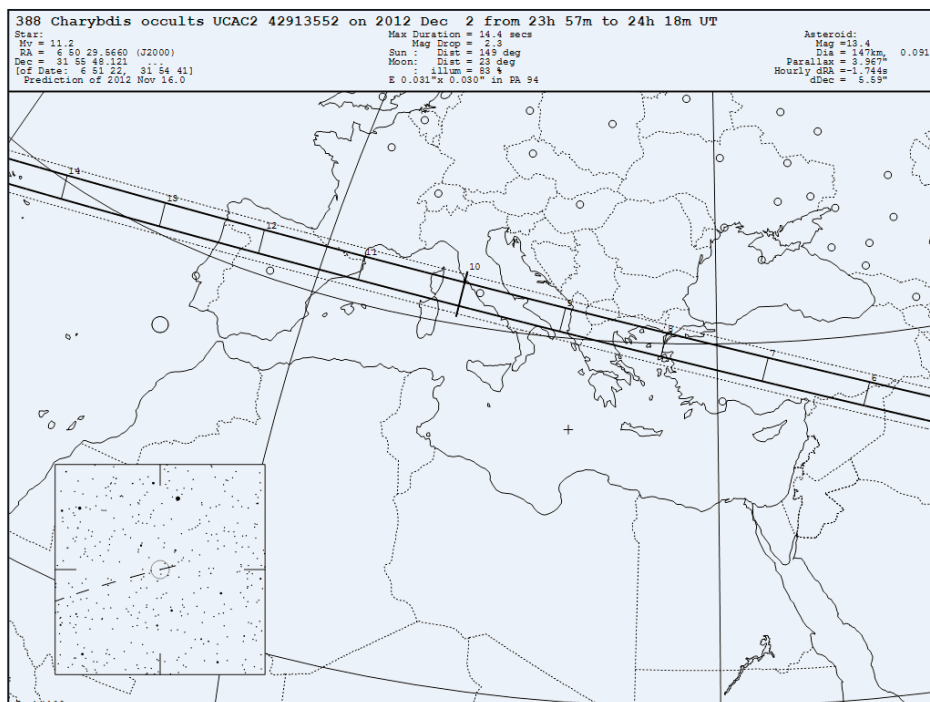 388 Charybdis occults UCAC2 42913552 on 2012 Dec  2 from 23h 57m to 24h 18m UT
Star:
Mv = 11.2
RA =  6 50 29.5660 (J2000)
Dec = 31 55 48.121  ...
[of Date:  6 51 22,  31 54 41]
Prediction of 2012 Nov 16.0
Max Duration = 14.4 secs
Mag Drop =  2.3
Sun :  Dist = 149 deg
Moon:  Dist = 23 deg
:  illum = 83 %
E 0.031"x 0.030" in PA 94
Asteroid:
Mag =13.4
Dia = 147km,  0.091
Parallax = 3.967"
Hourly dRA =-1.744s
dDec =  5.59"
14
13
12
11
10
9
8
7
6